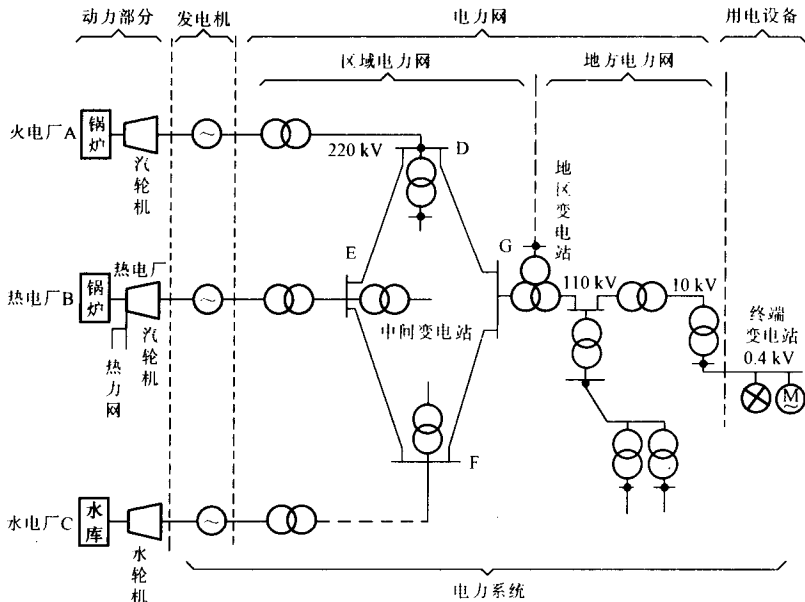 动力部分
发电机
电力网
用电设备
区域电力网
地方电力网
火电厂A
锅炉
汽轮机
220 kV
D
地区变电站
E
G
热电厂
热电厂B
锅炉
汽轮机
热力网
中间变电站
110 kV
10 kV
终端
变电站
0.4 kV
M
~
~
~
~
F
水电厂C
水库
水轮机
电力系统